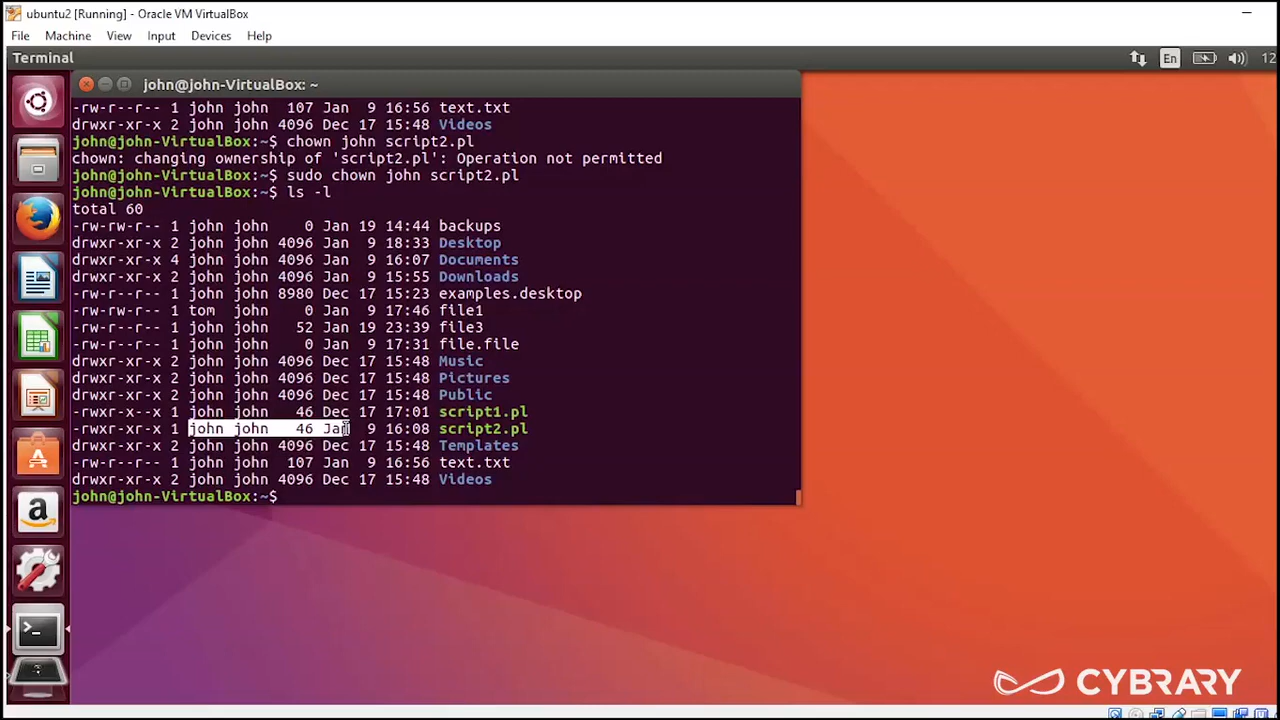 ubuntu2 [Running] - Oracle VM VirtualBox
File Machine View Input Devices Help
Terminal En 12
john@john-VirtualBox: ~
-rw-r--r-- 1 john john 107 Jan 9 16:56 text.txt
drwxr-xr-x 2 john john 4096 Dec 17 15:48 Videos
john@john-VirtualBox:~$ chown john script2.pl
chown: changing ownership of 'script2.pl': Operation not permitted
john@john-VirtualBox:~$ sudo chown john script2.pl
john@john-VirtualBox:~$ ls -l
total 60
-rw-rw-r-- 1 john john 0 Jan 19 14:44 backups
drwxr-xr-x 2 john john 4096 Jan 9 18:33 Desktop
drwxr-xr-x 4 john john 4096 Jan 9 16:07 Documents
drwxr-xr-x 2 john john 4096 Jan 9 15:55 Downloads
-rw-r--r-- 1 john john 8980 Dec 17 15:23 examples.desktop
-rw-rw-r-- 1 tom john 0 Jan 9 17:46 file1
-rw-r--r-- 1 john john 52 Jan 19 23:39 file3
-rw-r--r-- 1 john john 0 Jan 9 17:31 file.file
drwxr-xr-x 2 john john 4096 Dec 17 15:48 Music
drwxr-xr-x 2 john john 4096 Dec 17 15:48 Pictures
drwxr-xr-x 2 john john 4096 Dec 17 15:48 Public
-rwxr-x--x 1 john john 46 Dec 17 17:01 script1.pl
-rwxr-xr-x 1 john john 46 Jan 9 16:08 script2.pl
drwxr-xr-x 2 john john 4096 Dec 17 15:48 Templates
-rw-r--r-- 1 john john 107 Jan 9 16:56 text.txt
drwxr-xr-x 2 john john 4096 Dec 17 15:48 Videos
john@john-VirtualBox:~$
CYBRARY